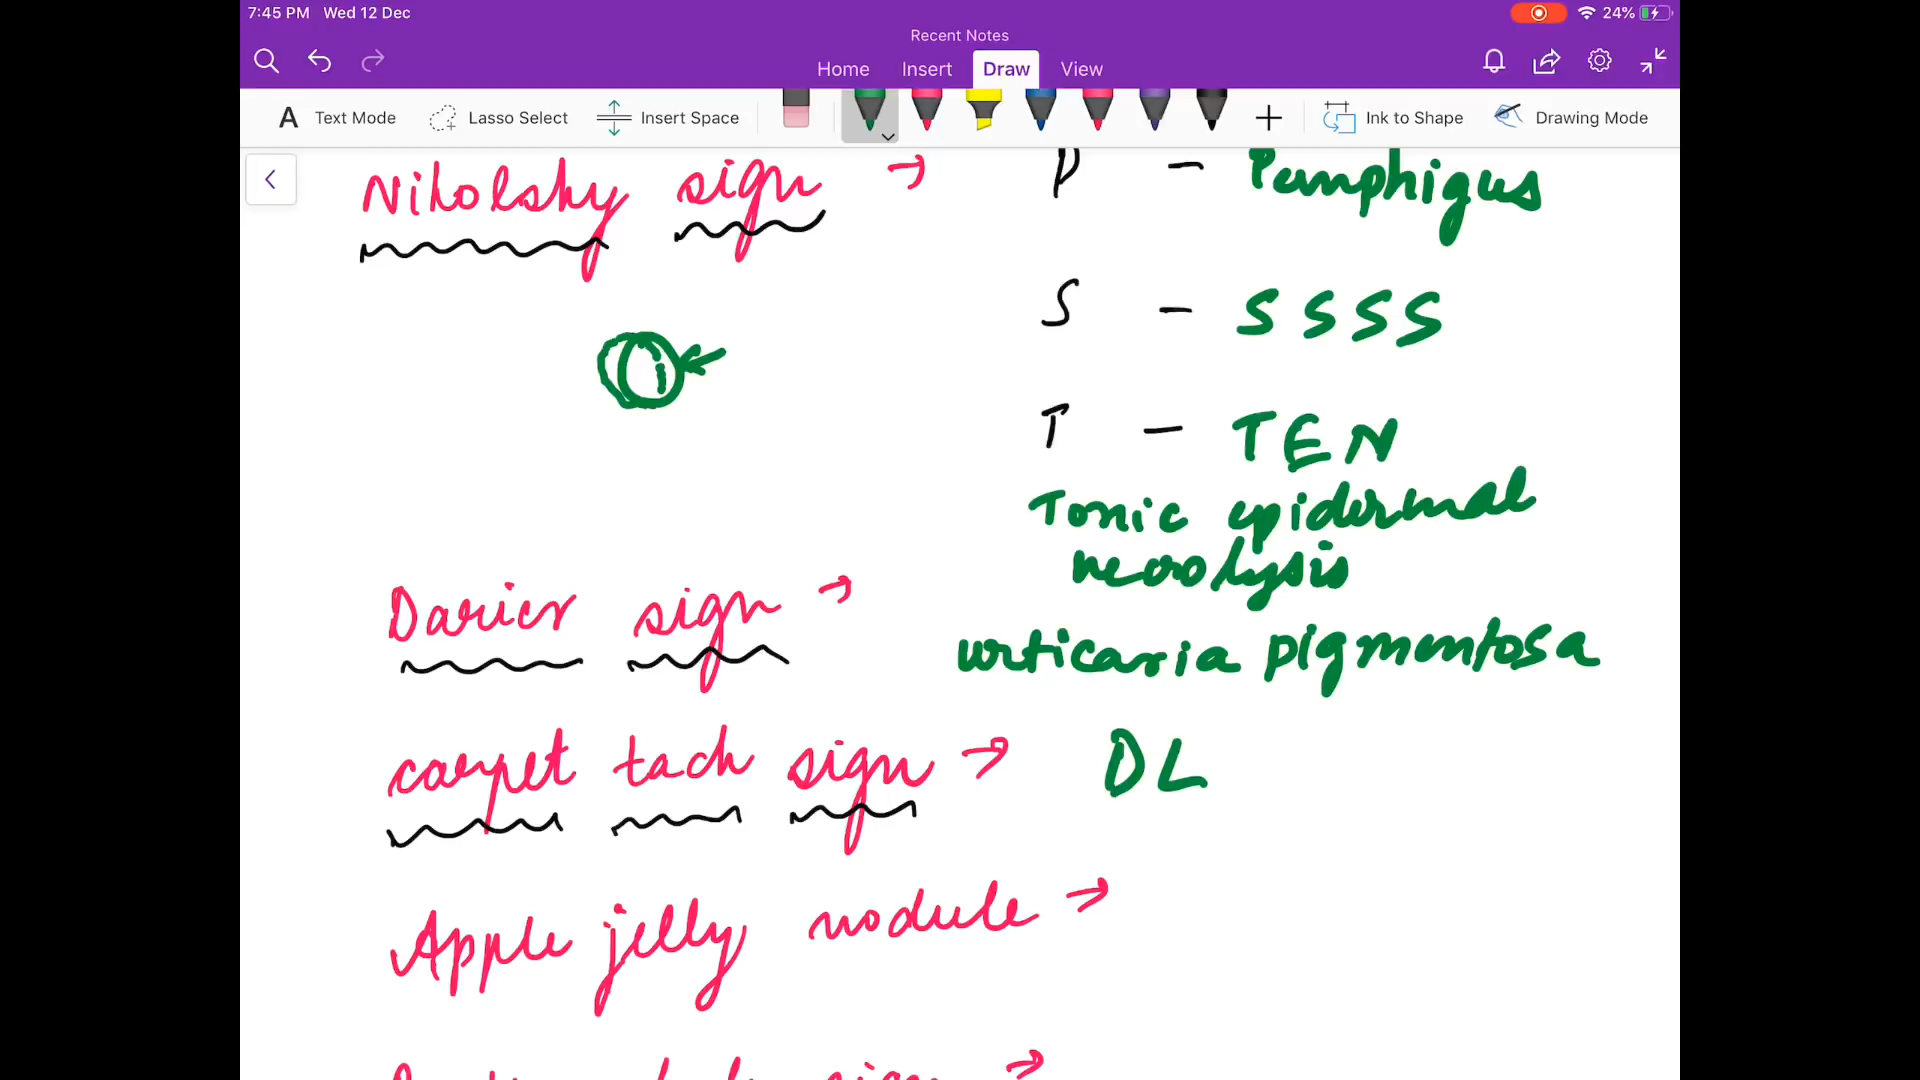 7:45 PM Wed 12 Dec
24%
Recent Notes
Home Insert Draw View
Text Mode Lasso Select Insert Space Ink to Shape Drawing Mode
Nikolsky sign → P - Pemphigus
S - SSSS
T - TEN
Toxic epidermal
necrolysis
Darier sign →
urticaria pigmentosa
carpet tach sign → DL
Apple jelly nodule →
sign →